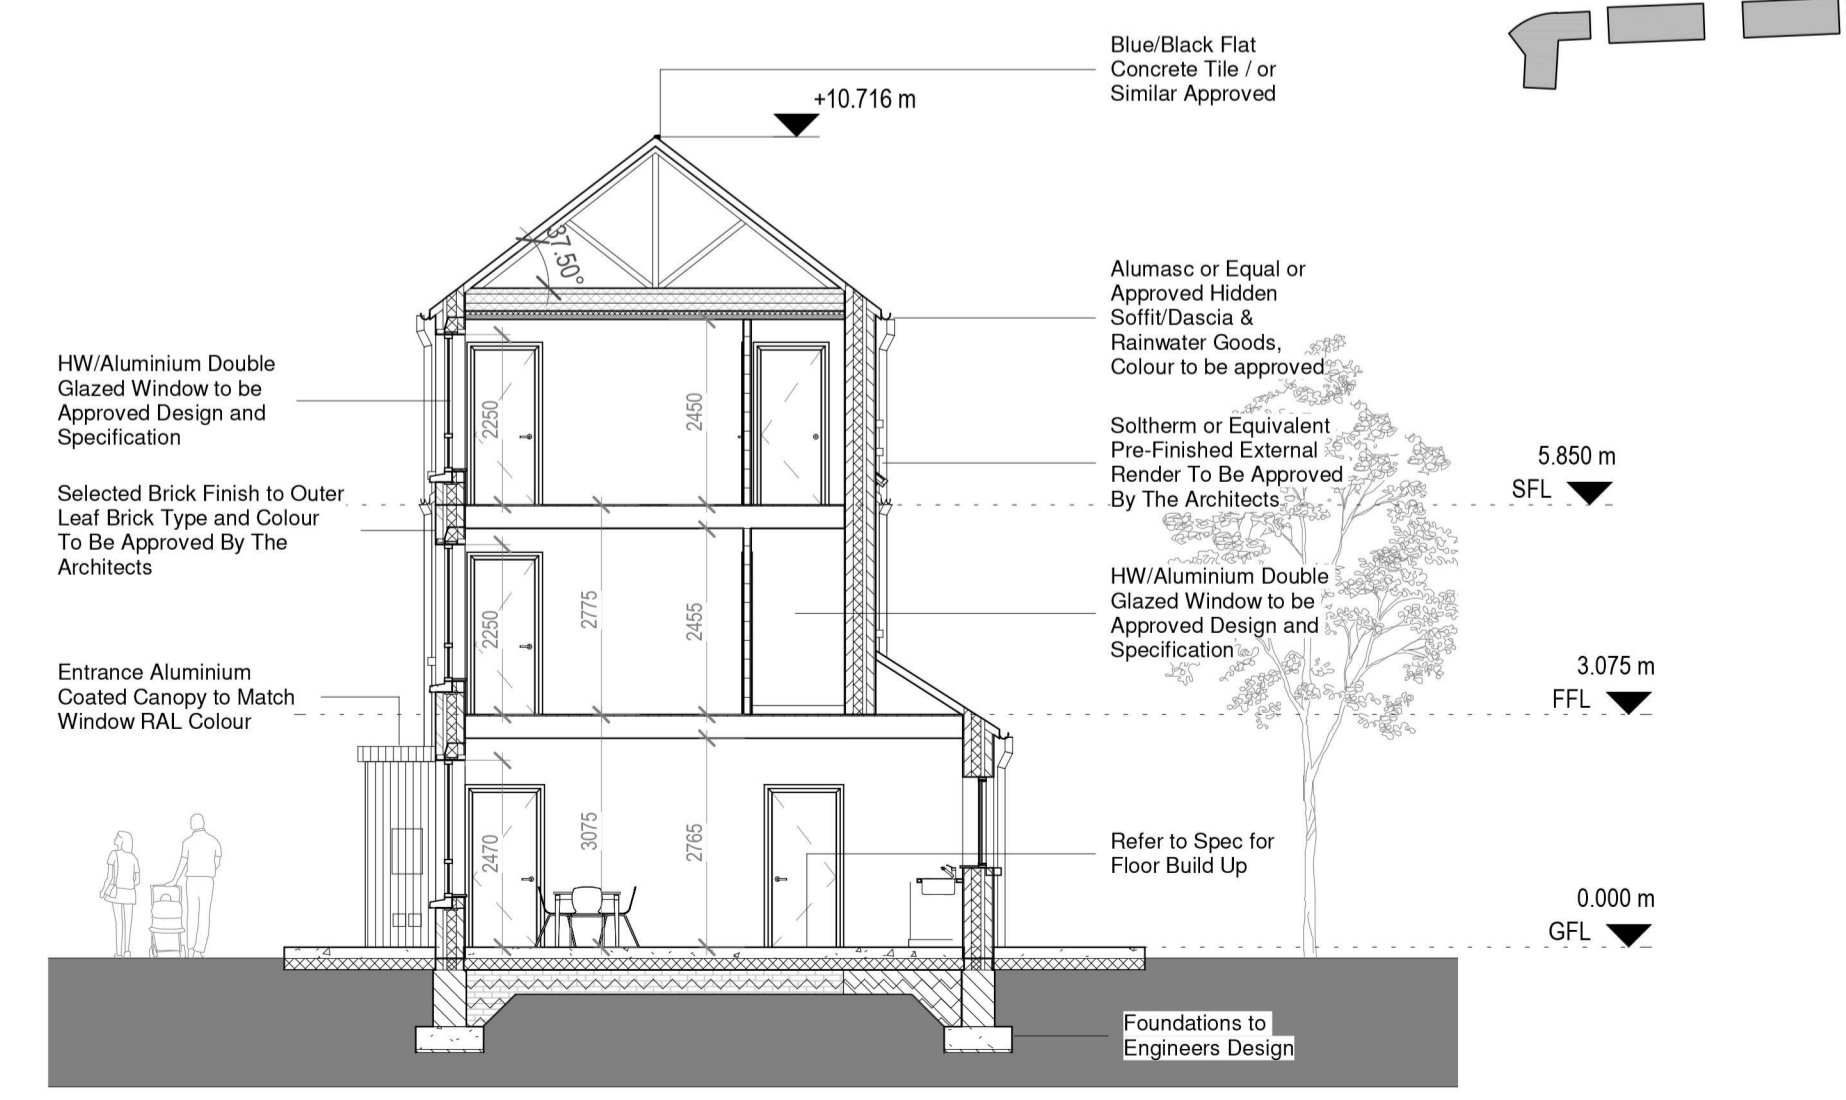 Blue/Black Flat
Concrete Tile / or
Similar Approved
+10.716 m
37.50°
Alumasc or Equal or
Approved Hidden
Soffit/Dascia &
Rainwater Goods,
Colour to be approved
HW/Aluminium Double
Glazed Window to be
Approved Design and
Specification
2250
2450
Soltherm or Equivalent
Pre-Finished External
Render To Be Approved
By The Architects
5.850 m
SFL
Selected Brick Finish to Outer
Leaf Brick Type and Colour
To Be Approved By The
Architects
2250
2775
2455
HW/Aluminium Double
Glazed Window to be
Approved Design and
Specification
3.075 m
FFL
Entrance Aluminium
Coated Canopy to Match
Window RAL Colour
2470
3075
2765
Refer to Spec for
Floor Build Up
0.000 m
GFL
Foundations to
Engineers Design